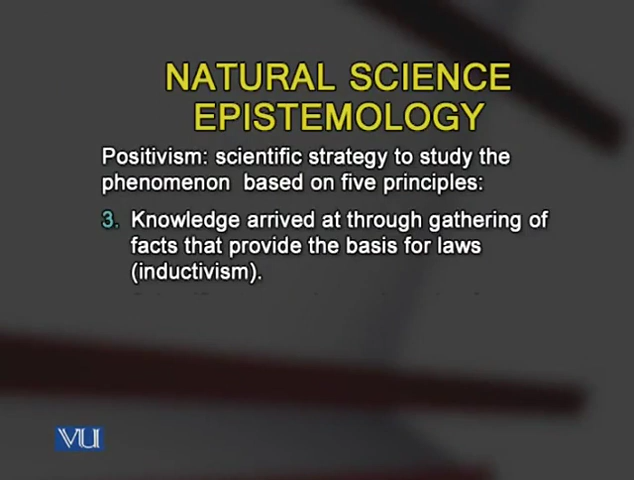 NATURAL SCIENCE
EPISTEMOLOGY
Positivism: scientific strategy to study the
phenomenon based on five principles:
3. Knowledge arrived at through gathering of
facts that provide the basis for laws
(inductivism).
VU